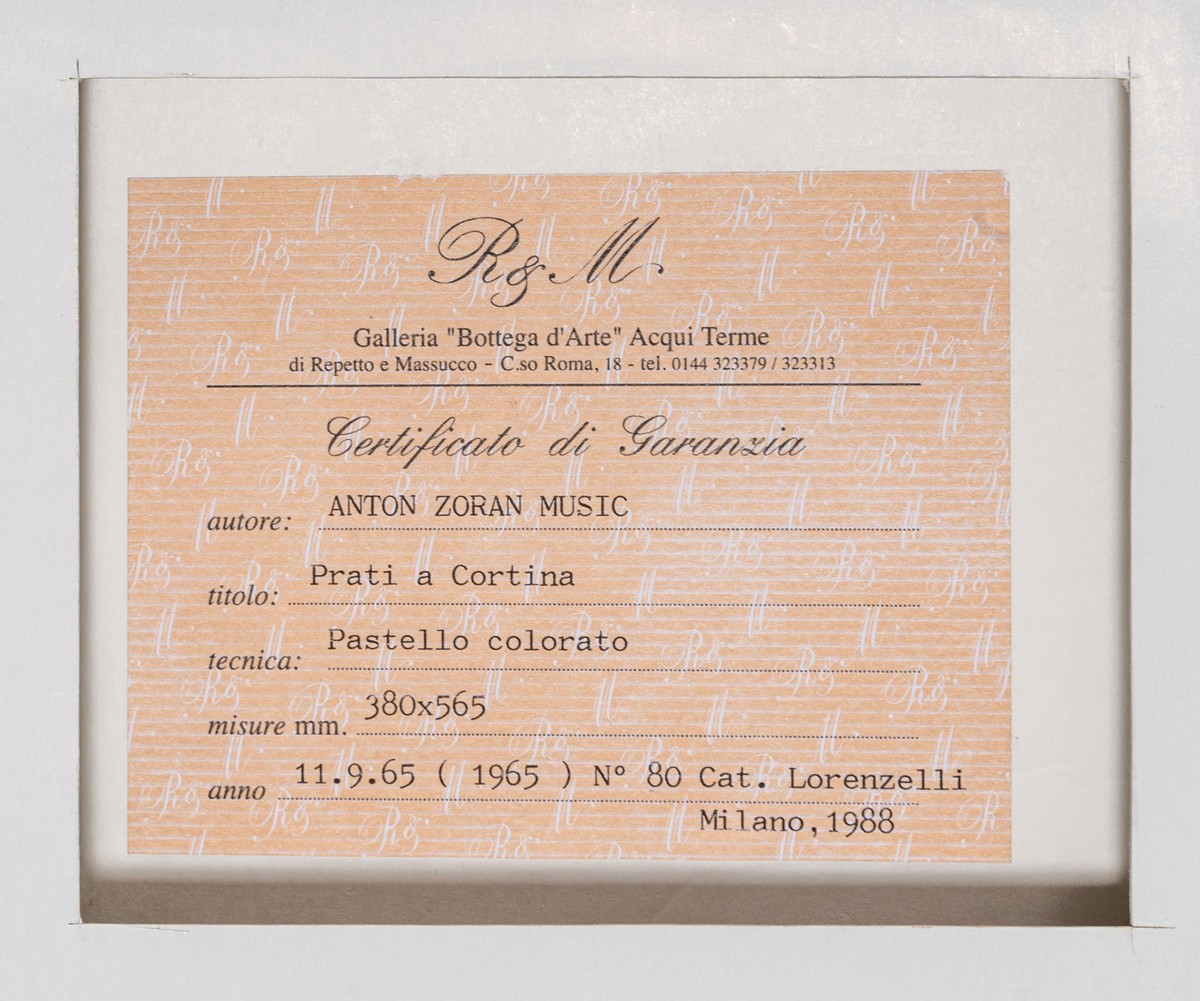 R & M
Galleria "Bottega d'Arte" Acqui Terme
di Repetto e Massucco - C.so Roma, 18 - tel. 0144 323379 / 323313
Certificato di Garanzia
autore: ANTON ZORAN MUSIC
titolo: Prati a Cortina
tecnica: Pastello colorato
misure mm. 380x565
anno 11.9.65 ( 1965 ) N° 80 Cat. Lorenzelli
Milano,1988